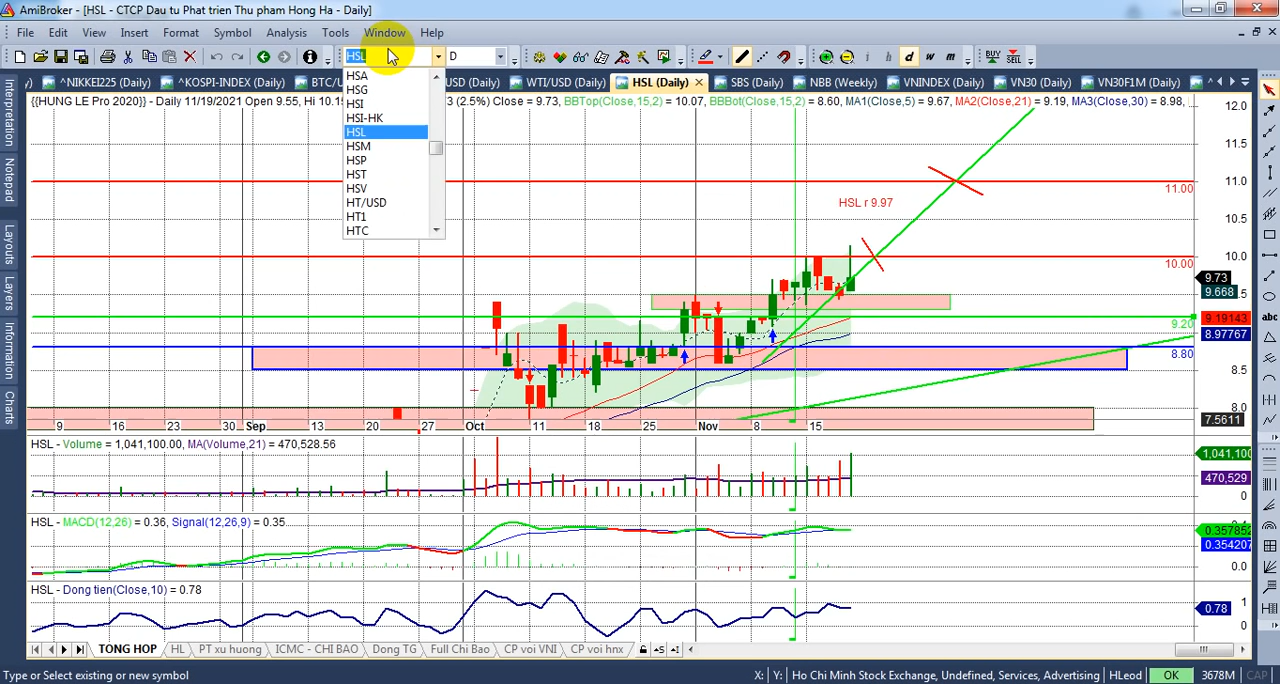 AmiBroker - [HSL - CTCP Dau tu Phat trien Thu pham Hong Ha - Daily]
File Edit View Insert Format Symbol Analysis Tools Window Help
HSL D i h d w m BUY SELL
^NIKKEI225 (Daily) ^KOSPI-INDEX (Daily) BTC/ USD (Daily) WTI/USD (Daily) HSL (Daily) SBS (Daily) NBB (Weekly) VNINDEX (Daily) VN30 (Daily) VN30F1M (Daily)
{{HUNG LE Pro 2020}} - Daily 11/19/2021 Open 9.55, Hi 10.15 3 (2.5%) Close = 9.73, BBTop(Close,15,2) = 10.07, BBBot(Close,15,2) = 8.60, MA1(Close,5) = 9.67, MA2(Close,21) = 9.19, MA3(Close,30) = 8.98,
HSA
HSG
HSI
HSI-HK
HSL
HSM
HSP
HST
HSV
HT/USD
HT1
HTC
Interpretation
Notepad
Layouts
Layers
Information
Charts
abc
HSL r 9.97
11.00
10.00
9.20
8.80
12.0
11.5
11.0
10.5
10.0
9.73
9.668
9.19143
8.97767
8.5
8.0
7.5611
9 16 23 30 Sep 13 20 27 Oct 11 18 25 Nov 8 15
HSL - Volume = 1,041,100.00, MA(Volume,21) = 470,528.56
1,041,100
470,529
0
HSL - MACD(12,26) = 0.36, Signal(12,26,9) = 0.35
0.357852
0.354207
0.0
HSL - Dong tien(Close,10) = 0.78
1
0.78
0
TONG HOP HL PT xu huong ICMC - CHI BAO Dong TG Full Chi Bao CP voi VNI CP voi hnx
Type or Select existing or new symbol X: Y: Ho Chi Minh Stock Exchange, Undefined, Services, Advertising HLeod OK 3678M CAP